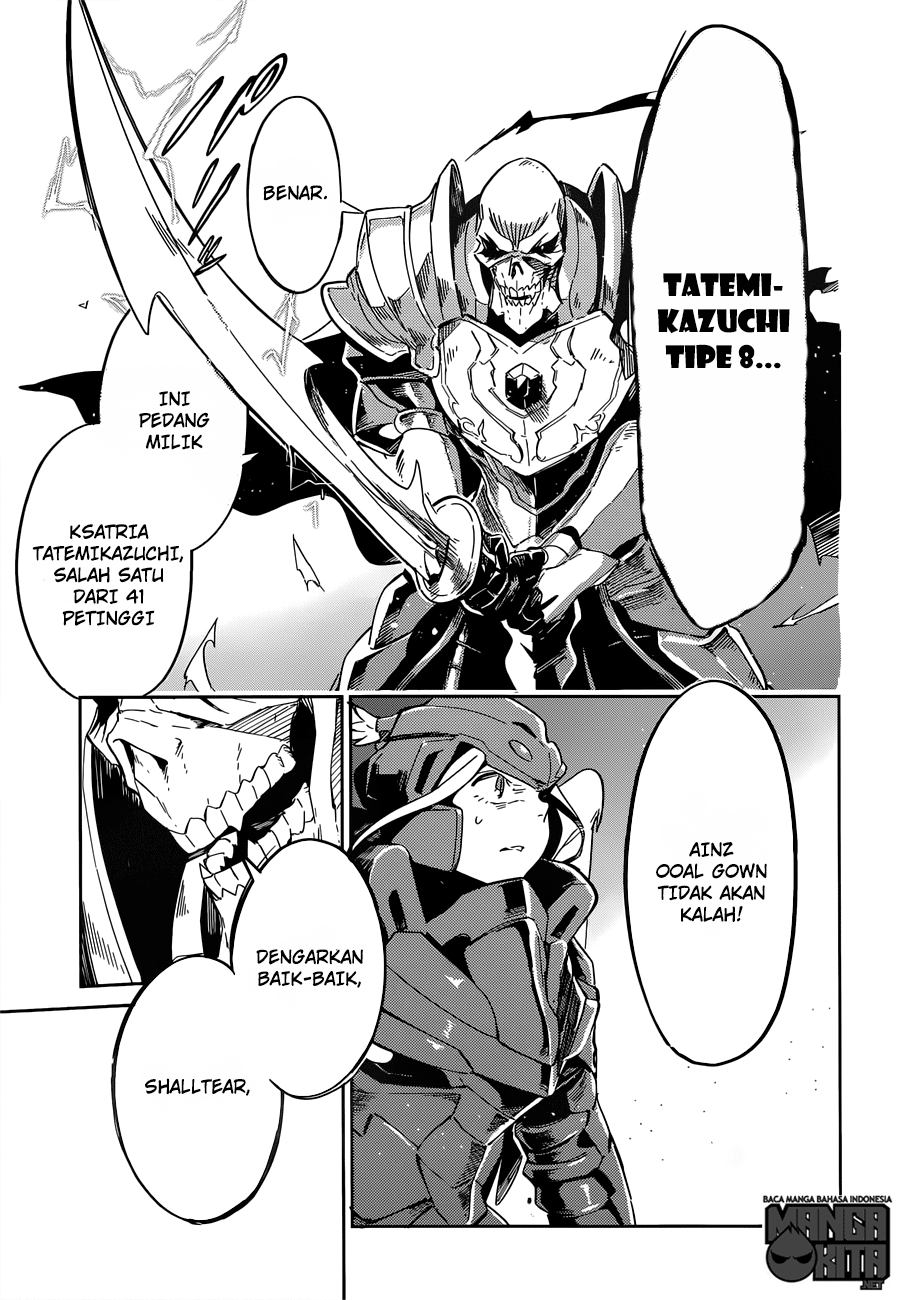 TATEMI-
KAZUCHI
TIPE 8...
BENAR.
INI
PEDANG
MILIK
KSATRIA
TATEMIKAZUCHI,
SALAH SATU
DARI 41
PETINGGI
AINZ
OOAL GOWN
TIDAK AKAN
KALAH!
DENGARKAN
BAIK-BAIK,
SHALLTEAR,
BACA MANGA BAHASA INDONESIA
MANGA
KITA
.NET